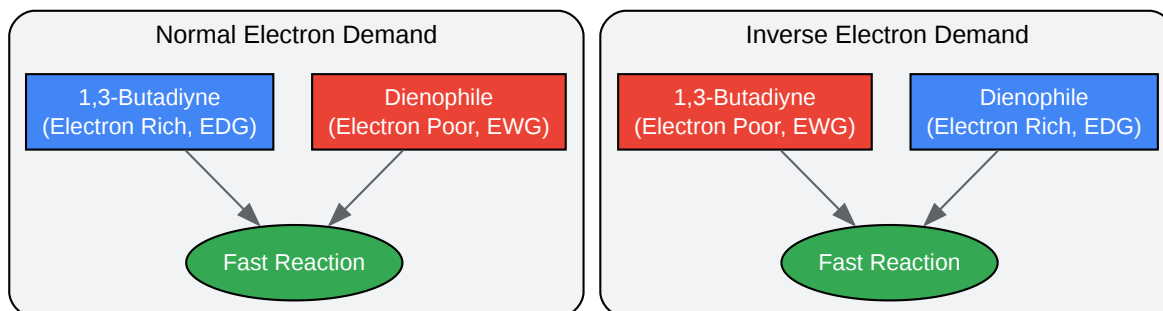 Normal Electron Demand
1,3-Butadiyne
(Electron Rich, EDG)
Dienophile
(Electron Poor, EWG)
Fast Reaction
Inverse Electron Demand
1,3-Butadiyne
(Electron Poor, EWG)
Dienophile
(Electron Rich, EDG)
Fast Reaction